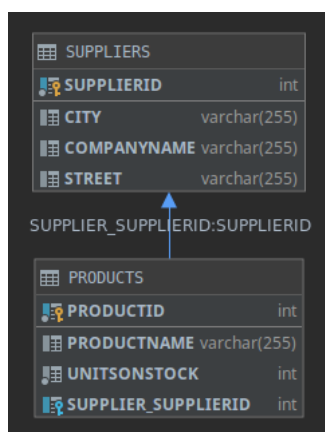 SUPPLIERS
SUPPLIERID int
CITY varchar(255)
COMPANYNAME varchar(255)
STREET varchar(255)
SUPPLIER_SUPPLIERID:SUPPLIERID
PRODUCTS
PRODUCTID int
PRODUCTNAME varchar(255)
UNITSONSTOCK int
SUPPLIER_SUPPLIERID int